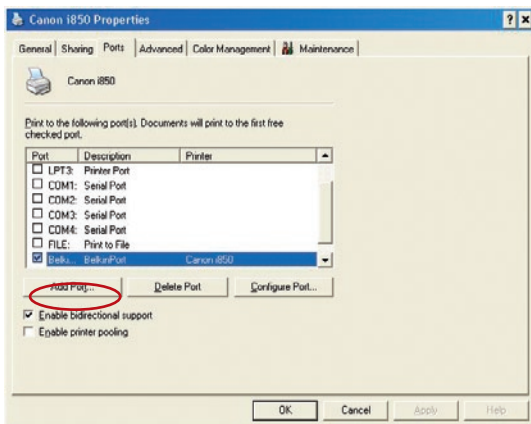 Canon i850 Properties
General Sharing Ports Advanced Color Management Maintenance
Canon i850
Print to the following port(s). Documents will print to the first free
checked port.
Port Description Printer
LPT3: Printer Port
COM1: Serial Port
COM2: Serial Port
COM3: Serial Port
COM4: Serial Port
FILE: Print to File
Belku... BelkinPort Canon i850
Add Port... Delete Port Configure Port...
Enable bidirectional support
Enable printer pooling
OK Cancel Apply Help